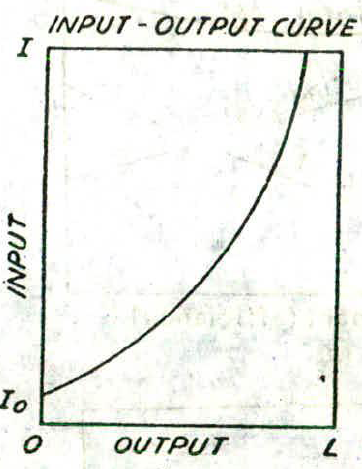 INPUT - OUTPUT CURVE
I
INPUT
Io
O OUTPUT L